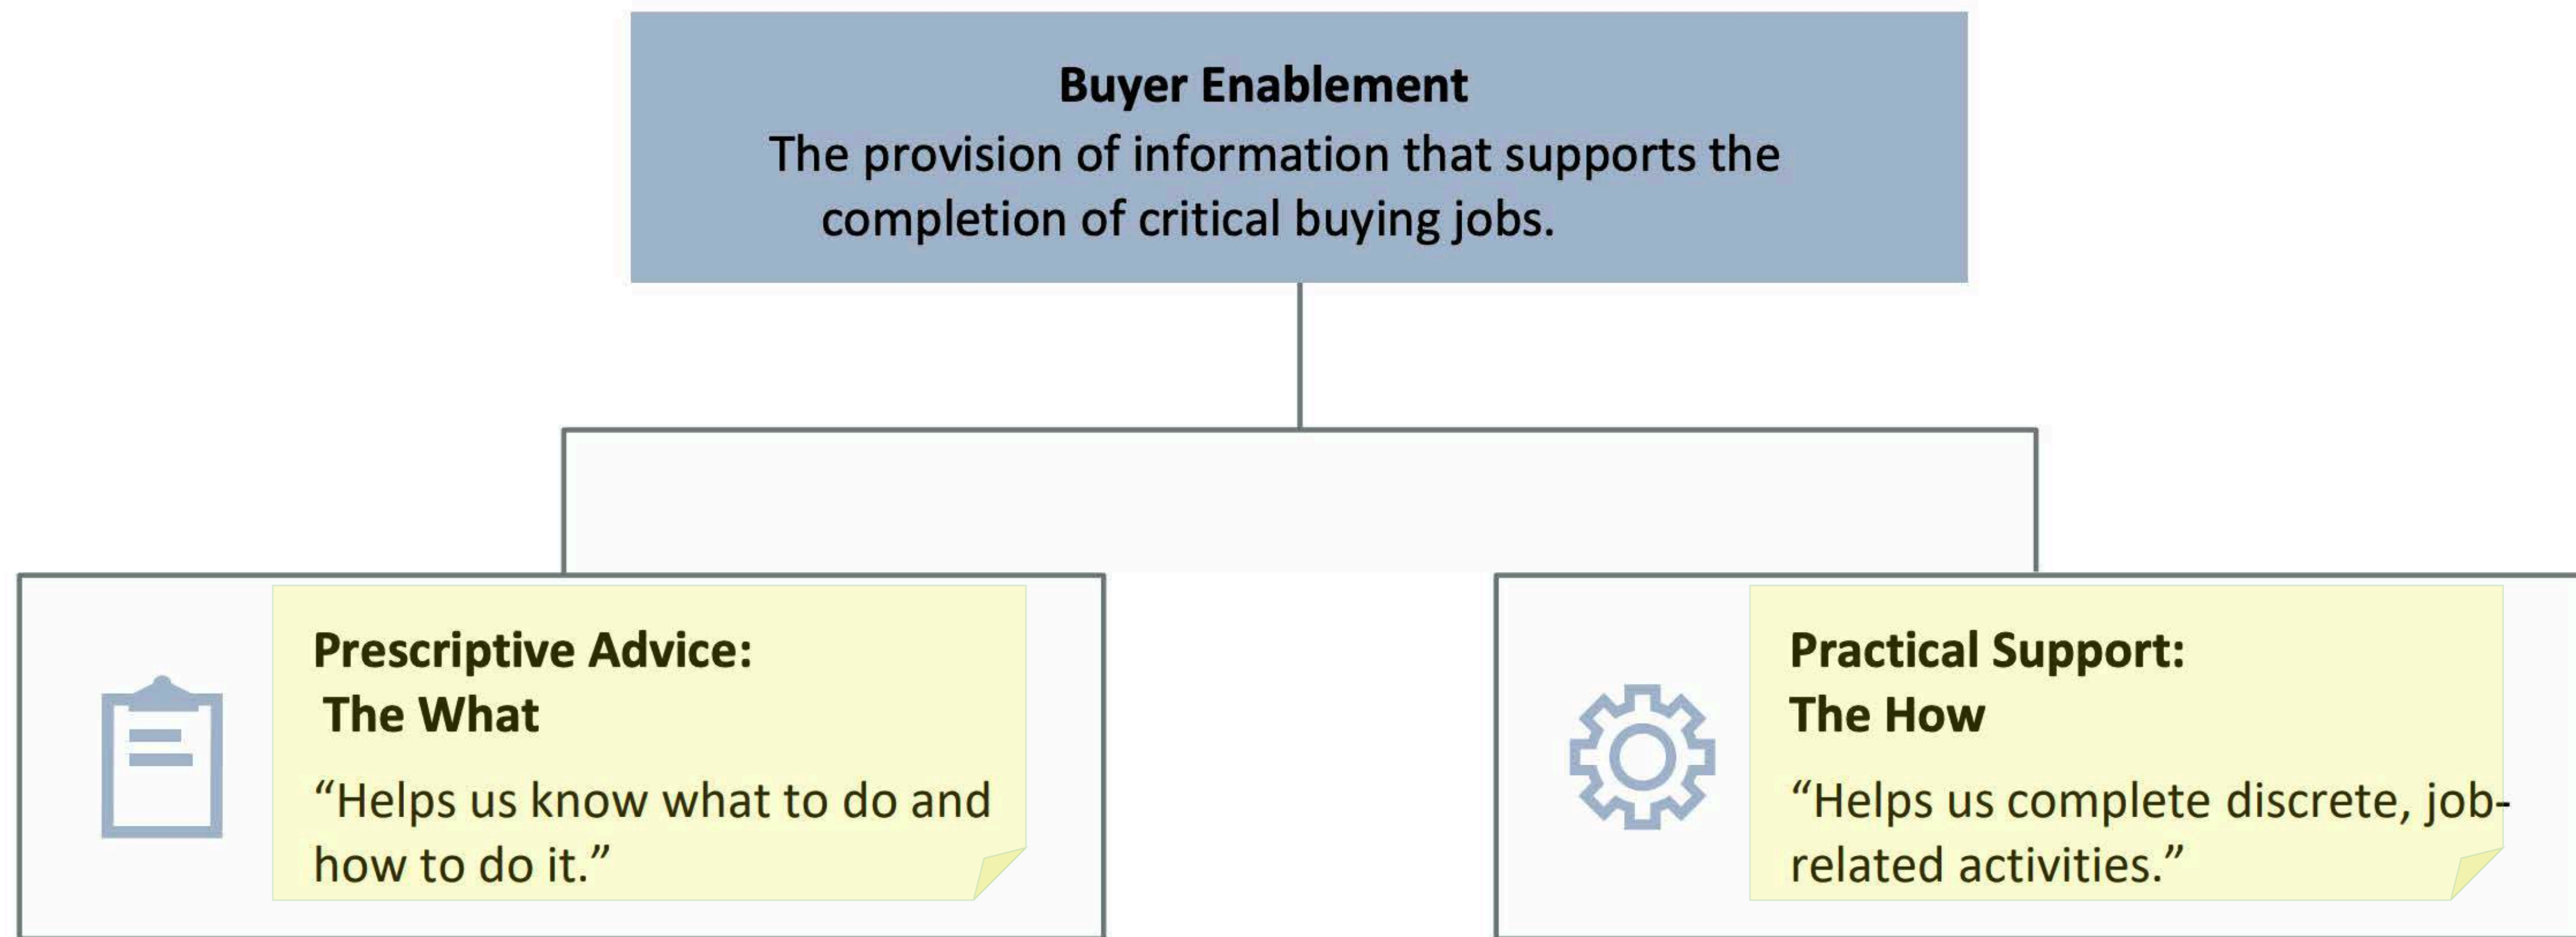 Buyer Enablement
The provision of information that supports the
completion of critical buying jobs.
Prescriptive Advice:
The What
“Helps us know what to do and
how to do it.”
Practical Support:
The How
“Helps us complete discrete, job-
related activities.”